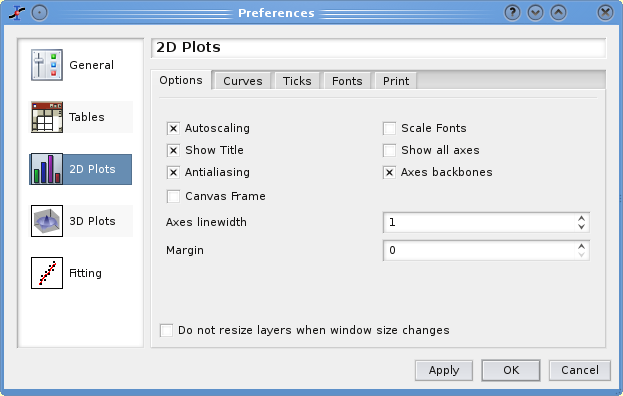 Preferences
General
Tables
2D Plots
3D Plots
Fitting
2D Plots
Options Curves Ticks Fonts Print
Autoscaling Scale Fonts
Show Title Show all axes
Antialiasing Axes backbones
Canvas Frame
Axes linewidth 1
Margin 0
Do not resize layers when window size changes
Apply OK Cancel